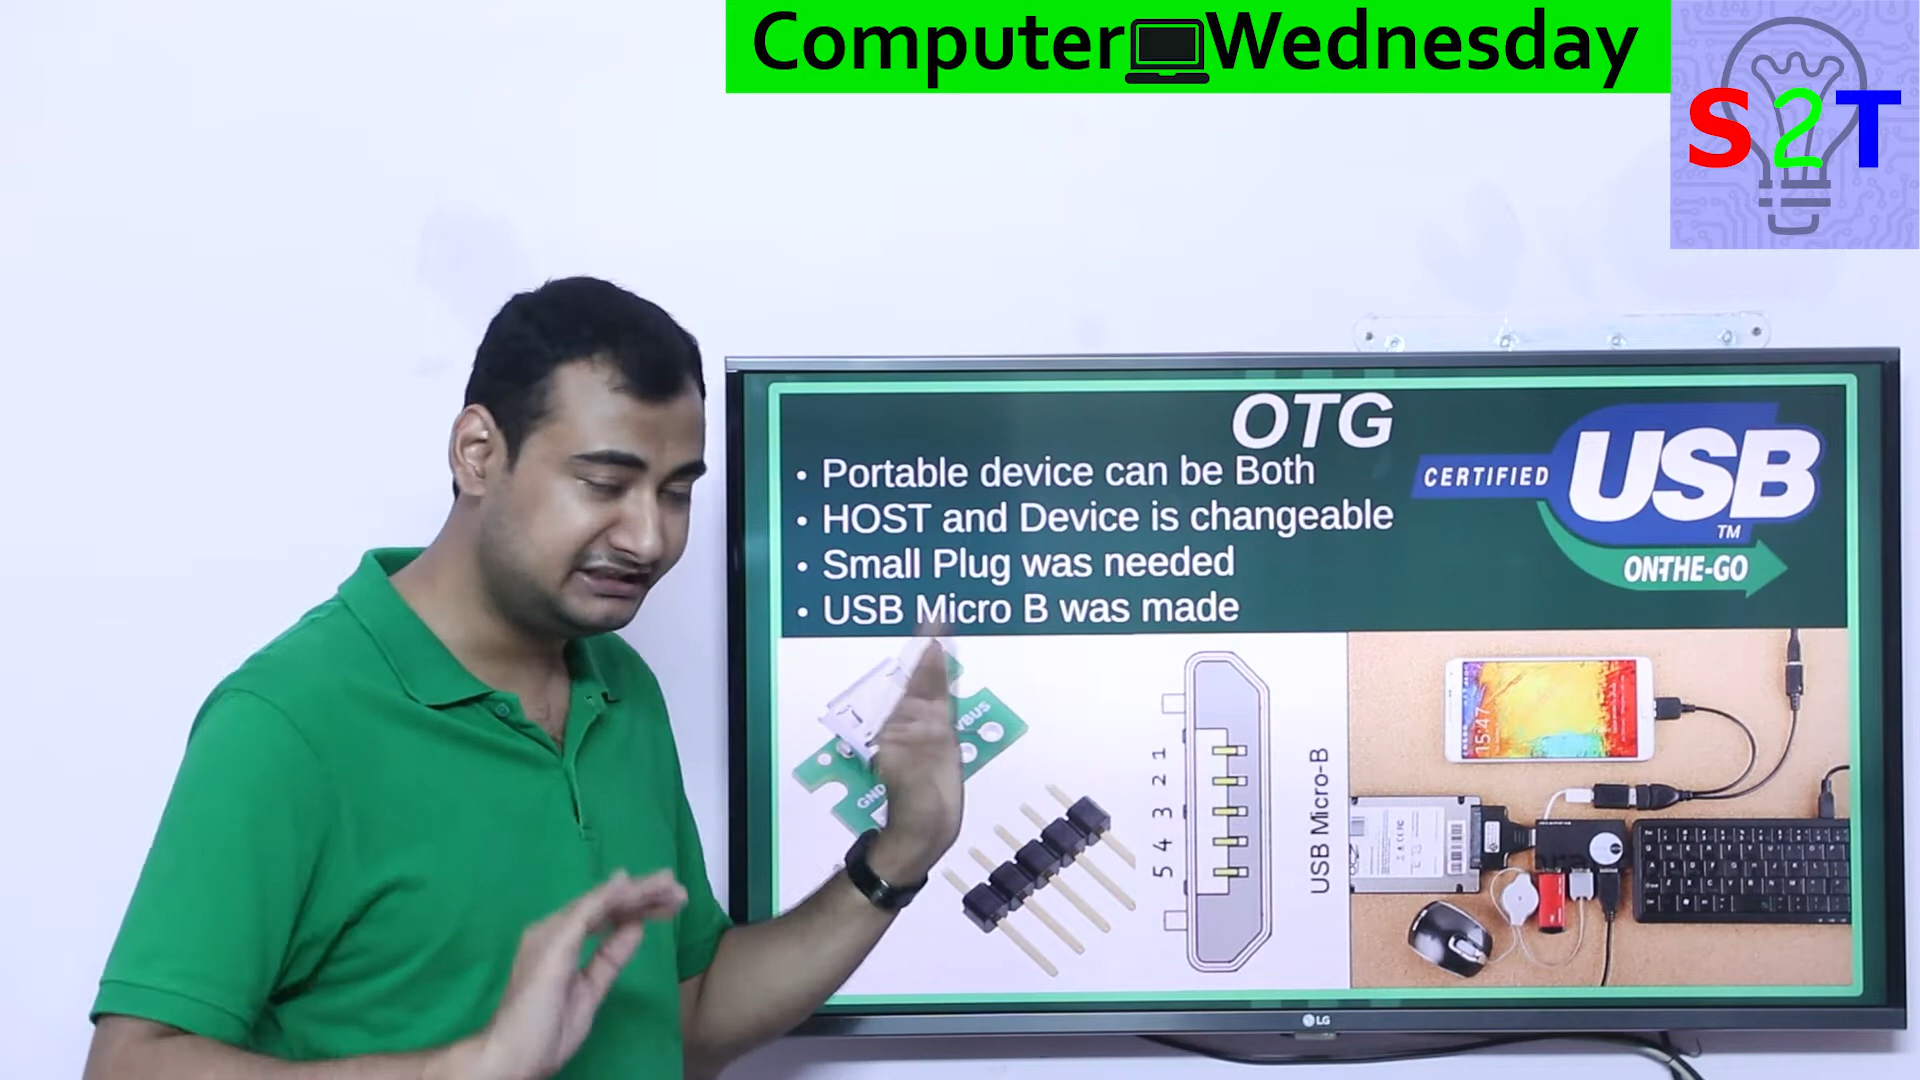 Computer Wednesday
S2T
OTG
• Portable device can be Both
• HOST and Device is changeable
• Small Plug was needed
• USB Micro B was made
CERTIFIED
USB
TM
ON-THE-GO
VBUS
GND
5 4 3 2 1
USB Micro-B
15:47
LG